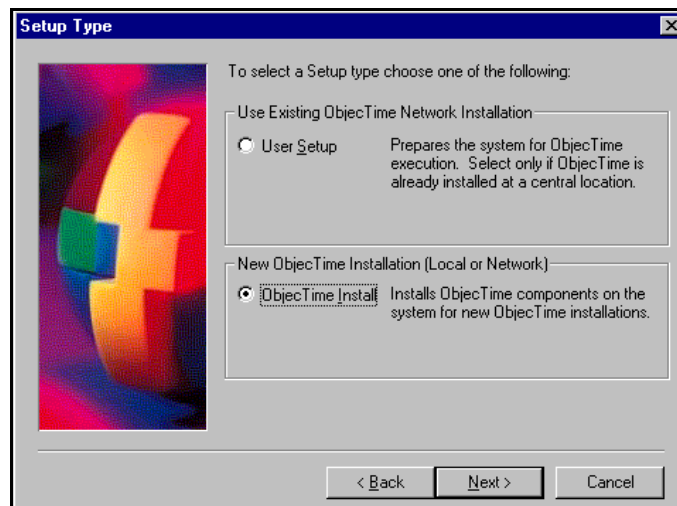 Setup Type
To select a Setup type choose one of the following:
Use Existing ObjecTime Network Installation
User Setup
Prepares the system for ObjecTime
execution. Select only if ObjecTime is
already installed at a central location.
New ObjecTime Installation (Local or Network)
ObjecTime Install
Installs ObjecTime components on the
system for new ObjecTime installations.
< Back
Next >
Cancel